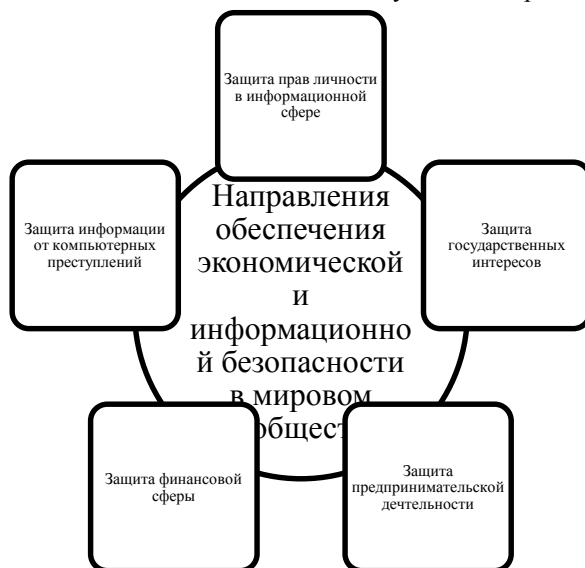 Защита прав личности
в информационной
сфере
Защита информации
от компьютерных
преступлений
Направления
обеспечения
экономической
и
информационно
й безопасности
в мировом
Защита
государственных
интересов
Защита финансовой
сферы
Защита
предпринимательской
дечтельности